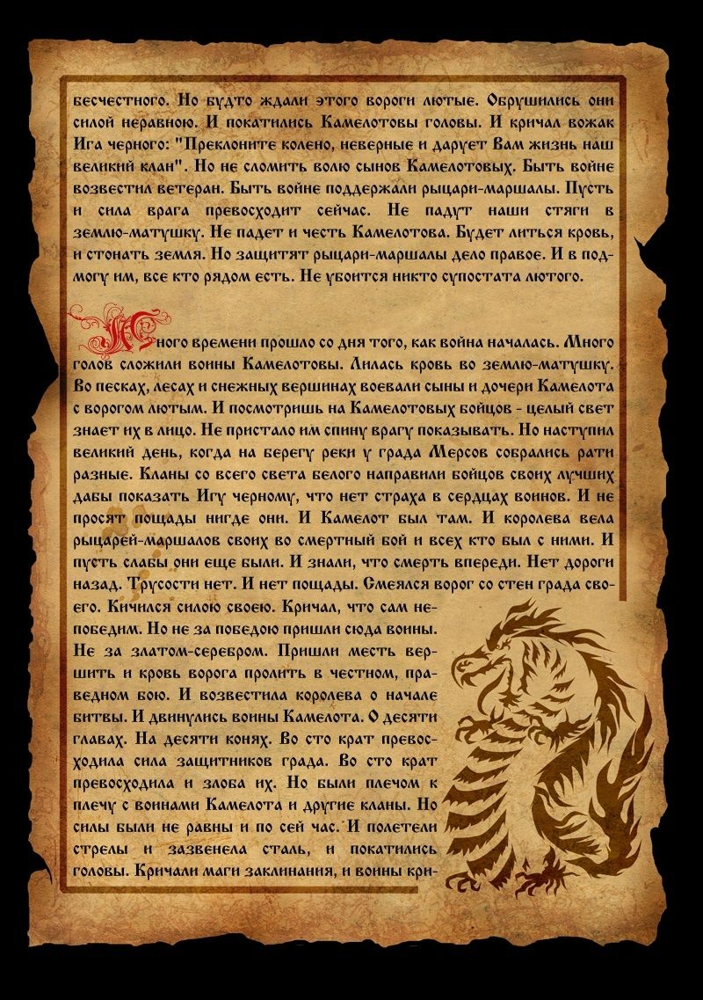 бесчестного. Но будто ждали этого вороги лютые. Обрушились они
силой неравною. И покатились Камелотовы головы. И кричал вожак
Ига черного: "Преклоните колено, неверные и дарует Вам жизнь наш
великий клан". Но не сломить волю сынов Камелотовых. Быть войне
возвестил ветеран. Быть войне поддержали рыцари-маршалы. Пусть
и сила врага превосходит сейчас. Не падут наши стяги в
землю-матушку. Не падет и честь Камелотова. Будет литься кровь,
и стонать земля. Но защитят рыцари-маршалы дело правое. И в под-
могу им, все кто рядом есть. Не убоится никто супостата лютого.
Много времени прошло со дня того, как война началась. Много
голов сложили воины Камелотовы. Лилась кровь во землю-матушку.
Во песках, лесах и снежных вершинах воевали сыны и дочери Камелота
с ворогом лютым. И посмотришь на Камелотовых бойцов - целый свет
знает их в лицо. Не пристало им спину врагу показывать. Но наступил
великий день, когда на берегу реки у града Мерсов собрались рати
разные. Кланы со всего света белого направили бойцов своих лучших
дабы показать Игу черному, что нет страха в сердцах воинов. И не
просят пощады нигде они. И Камелот был там. И королева вела
рыцарей-маршалов своих во смертный бой и всех кто был с ними. И
пусть слабы они еще были. И знали, что смерть впереди. Нет дороги
назад. Трусости нет. И нет пощады. Смеялся ворог со стен града сво-
его. Кичился силою своею. Кричал, что сам не-
победим. Но не за победою пришли сюда воины.
Не за златом-серебром. Пришли месть вер-
шить и кровь ворога пролить в честном, пра-
ведном бою. И возвестила королева о начале
битвы. И двинулись воины Камелота. О десяти
главах. На десяти конях. Во сто крат превос-
ходила сила защитников града. Во сто крат
превосходила и злоба их. Но были плечом к
плечу с воинами Камелота и другие кланы. Но
силы были не равны и по сей час. И полетели
стрелы и зазвенела сталь, и покатились
головы. Кричали маги заклинания, и воины кри-